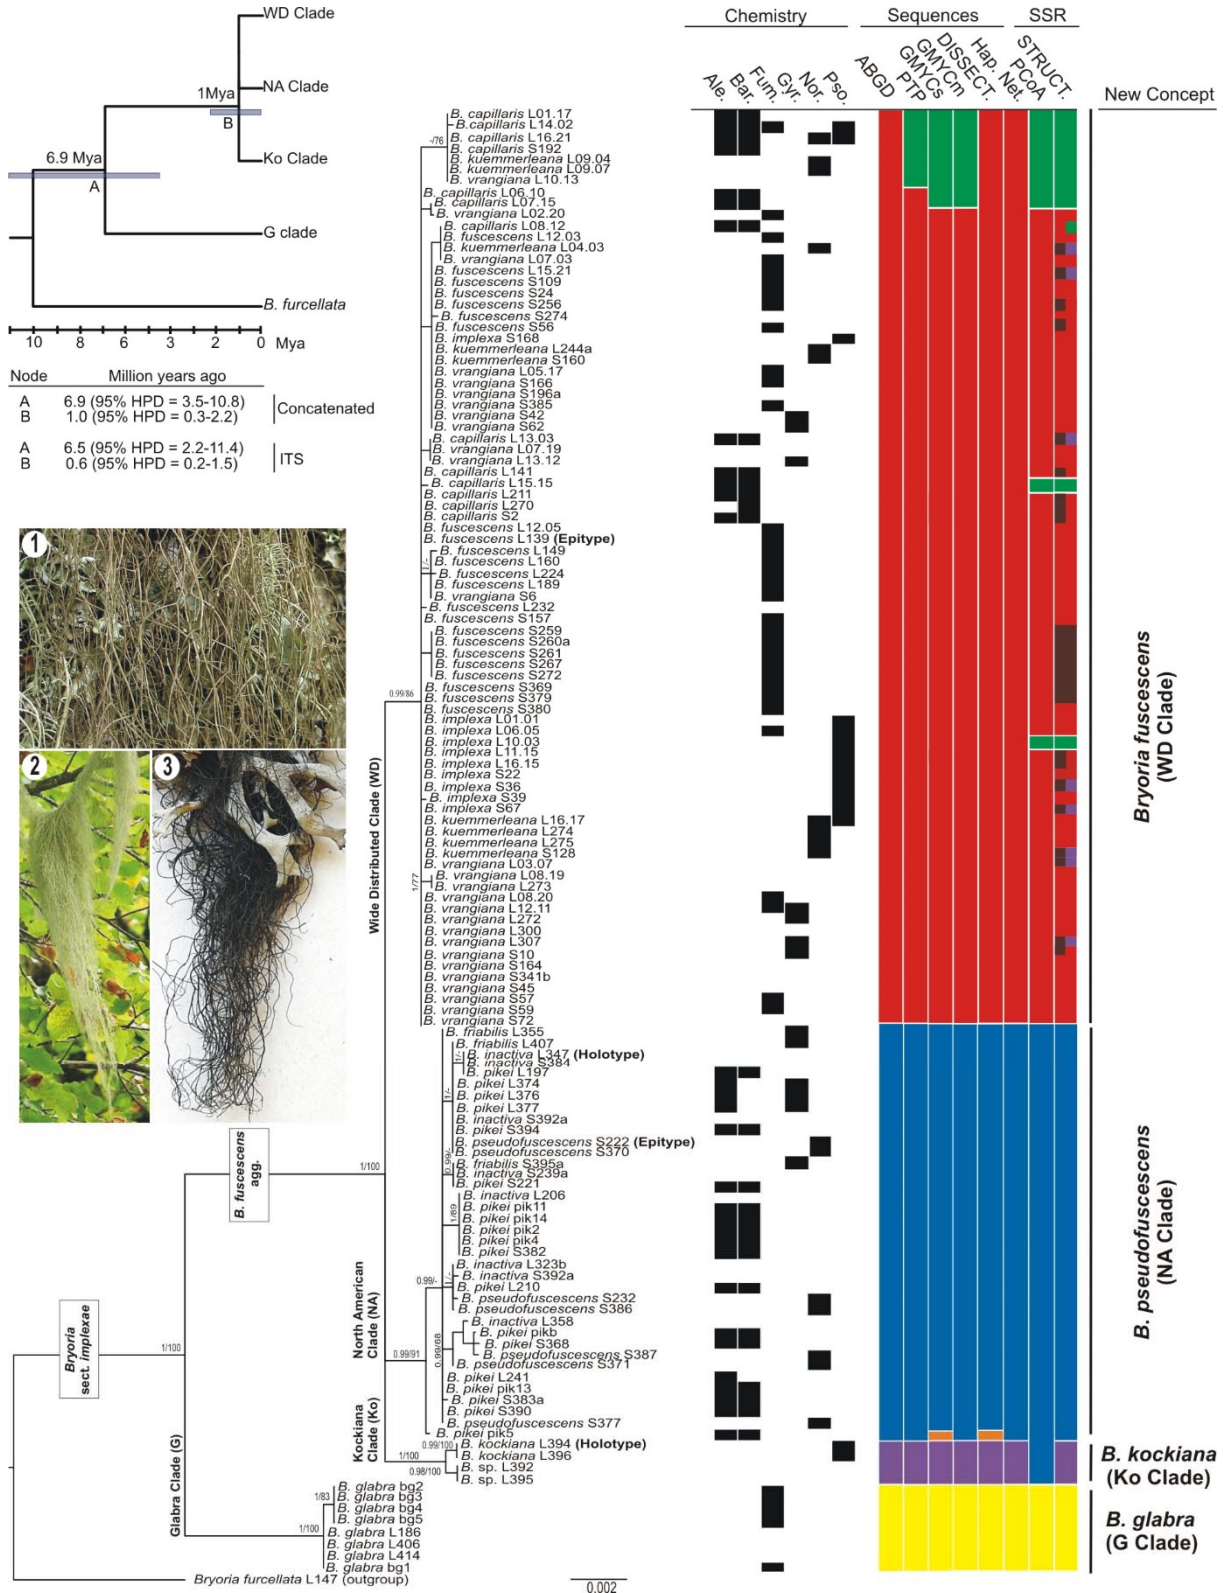 WD Clade
NA Clade
1Mya
B
Ko Clade
6.9 Mya
A
G clade
B. furcellata
10 8 6 3 2 0 Mya
Node Million years ago
A 6.9 (95% HPD = 3.5-10.8)
B 1.0 (95% HPD = 0.3-2.2)
Concatenated
A 6.5 (95% HPD = 2.2-11.4)
B 0.6 (95% HPD = 0.2-1.5)
ITS
1
2
3
Chemistry
Sequences
SSR
Ale.
Bar.
Fum.
Gyr.
Nor.
Pso.
ABGD
PTP
GMYCs
GMYCm
DISSECT.
Hap. Net.
PCoA
STRUCT.
New Concept
B. capillaris L01.17
B. capillaris L14.02
B. capillaris L16.21
B. capillaris S192
B. kuemmerleana L09.04
B. kuemmerleana L09.07
B. vrangiana L10.13
B. capillaris L06.10
B. capillaris L07.15
B. vrangiana L02.20
B. capillaris L08.12
B. fuscescens L12.03
B. kuemmerleana L04.03
B. vrangiana L07.03
B. fuscescens L15.21
B. fuscescens S109
B. fuscescens S24
B. fuscescens S256
B. fuscescens S274
B. fuscescens S56
B. implexa S168
B. kuemmerleana L244a
B. kuemmerleana S160
B. vrangiana L05.17
B. vrangiana S166
B. vrangiana S196a
B. vrangiana S385
B. vrangiana S42
B. vrangiana S62
B. capillaris L13.03
B. vrangiana L07.19
B. vrangiana L13.12
B. capillaris L141
B. capillaris L15.15
B. capillaris L211
B. capillaris L270
B. capillaris S2
B. fuscescens L12.05
B. fuscescens L139 (Epitype)
B. fuscescens L149
B. fuscescens L160
B. fuscescens L224
B. fuscescens L189
B. vrangiana S6
B. fuscescens L232
B. fuscescens S157
B. fuscescens S259
B. fuscescens S260a
B. fuscescens S261
B. fuscescens S267
B. fuscescens S272
B. fuscescens S369
B. fuscescens S379
B. fuscescens S380
B. implexa L01.01
B. implexa L06.05
B. implexa L10.03
B. implexa L11.15
B. implexa L16.15
B. implexa S22
B. implexa S36
B. implexa S39
B. implexa S67
B. kuemmerleana L16.17
B. kuemmerleana L274
B. kuemmerleana L275
B. kuemmerleana S128
B. vrangiana L03.07
B. vrangiana L08.19
B. vrangiana L273
B. vrangiana L08.20
B. vrangiana L12.11
B. vrangiana L272
B. vrangiana L300
B. vrangiana L307
B. vrangiana S10
B. vrangiana S164
B. vrangiana S341b
B. vrangiana S45
B. vrangiana S57
B. vrangiana S59
B. vrangiana S72
B. friabilis L355
B. friabilis L407
B. inactiva L347 (Holotype)
B. inactiva S384
B. pikei L197
B. pikei L374
B. pikei L376
B. pikei L377
B. inactiva S392a
B. pikei S394
B. pseudofuscescens S222 (Epitype)
B. pseudofuscescens S370
B. friabilis S395a
B. inactiva S239a
B. pikei S221
B. inactiva L206
B. pikei pik11
B. pikei pik14
B. pikei pik2
B. pikei pik4
B. pikei S382
B. inactiva L323b
B. inactiva S392a
B. pikei L210
B. pseudofuscescens S232
B. pseudofuscescens S386
B. inactiva L358
B. pikei pikb
B. pikei S368
B. pseudofuscescens S387
B. pseudofuscescens S371
B. pikei L241
B. pikei pik13
B. pikei S383a
B. pikei S390
B. pseudofuscescens S377
B. pikei pik5
B. kockiana L394 (Holotype)
B. kockiana L396
B. sp. L392
B. sp. L395
B. glabra bg2
B. glabra bg3
B. glabra bg4
B. glabra bg5
B. glabra L186
B. glabra L406
B. glabra L414
B. glabra bg1
Bryoria furcellata L147 (outgroup)
-/76
1/-
0.99/86
1/77
1/-
1/-
0.99/-
1/89
0.99/-
1/-
0.99/68
0.99/91
0.99/100
1/100
0.98/100
1/100
1/100
1/83
1/100
Wide Distributed Clade (WD)
North American
Clade (NA)
Kockiana
Clade (Ko)
Glabra Clade (G)
B. fuscescens
agg.
Bryoria
sect. implexae
0.002
Bryoria fuscescens
(WD Clade)
B. pseudofuscescens
(NA Clade)
B. kockiana
(Ko Clade)
B. glabra
(G Clade)